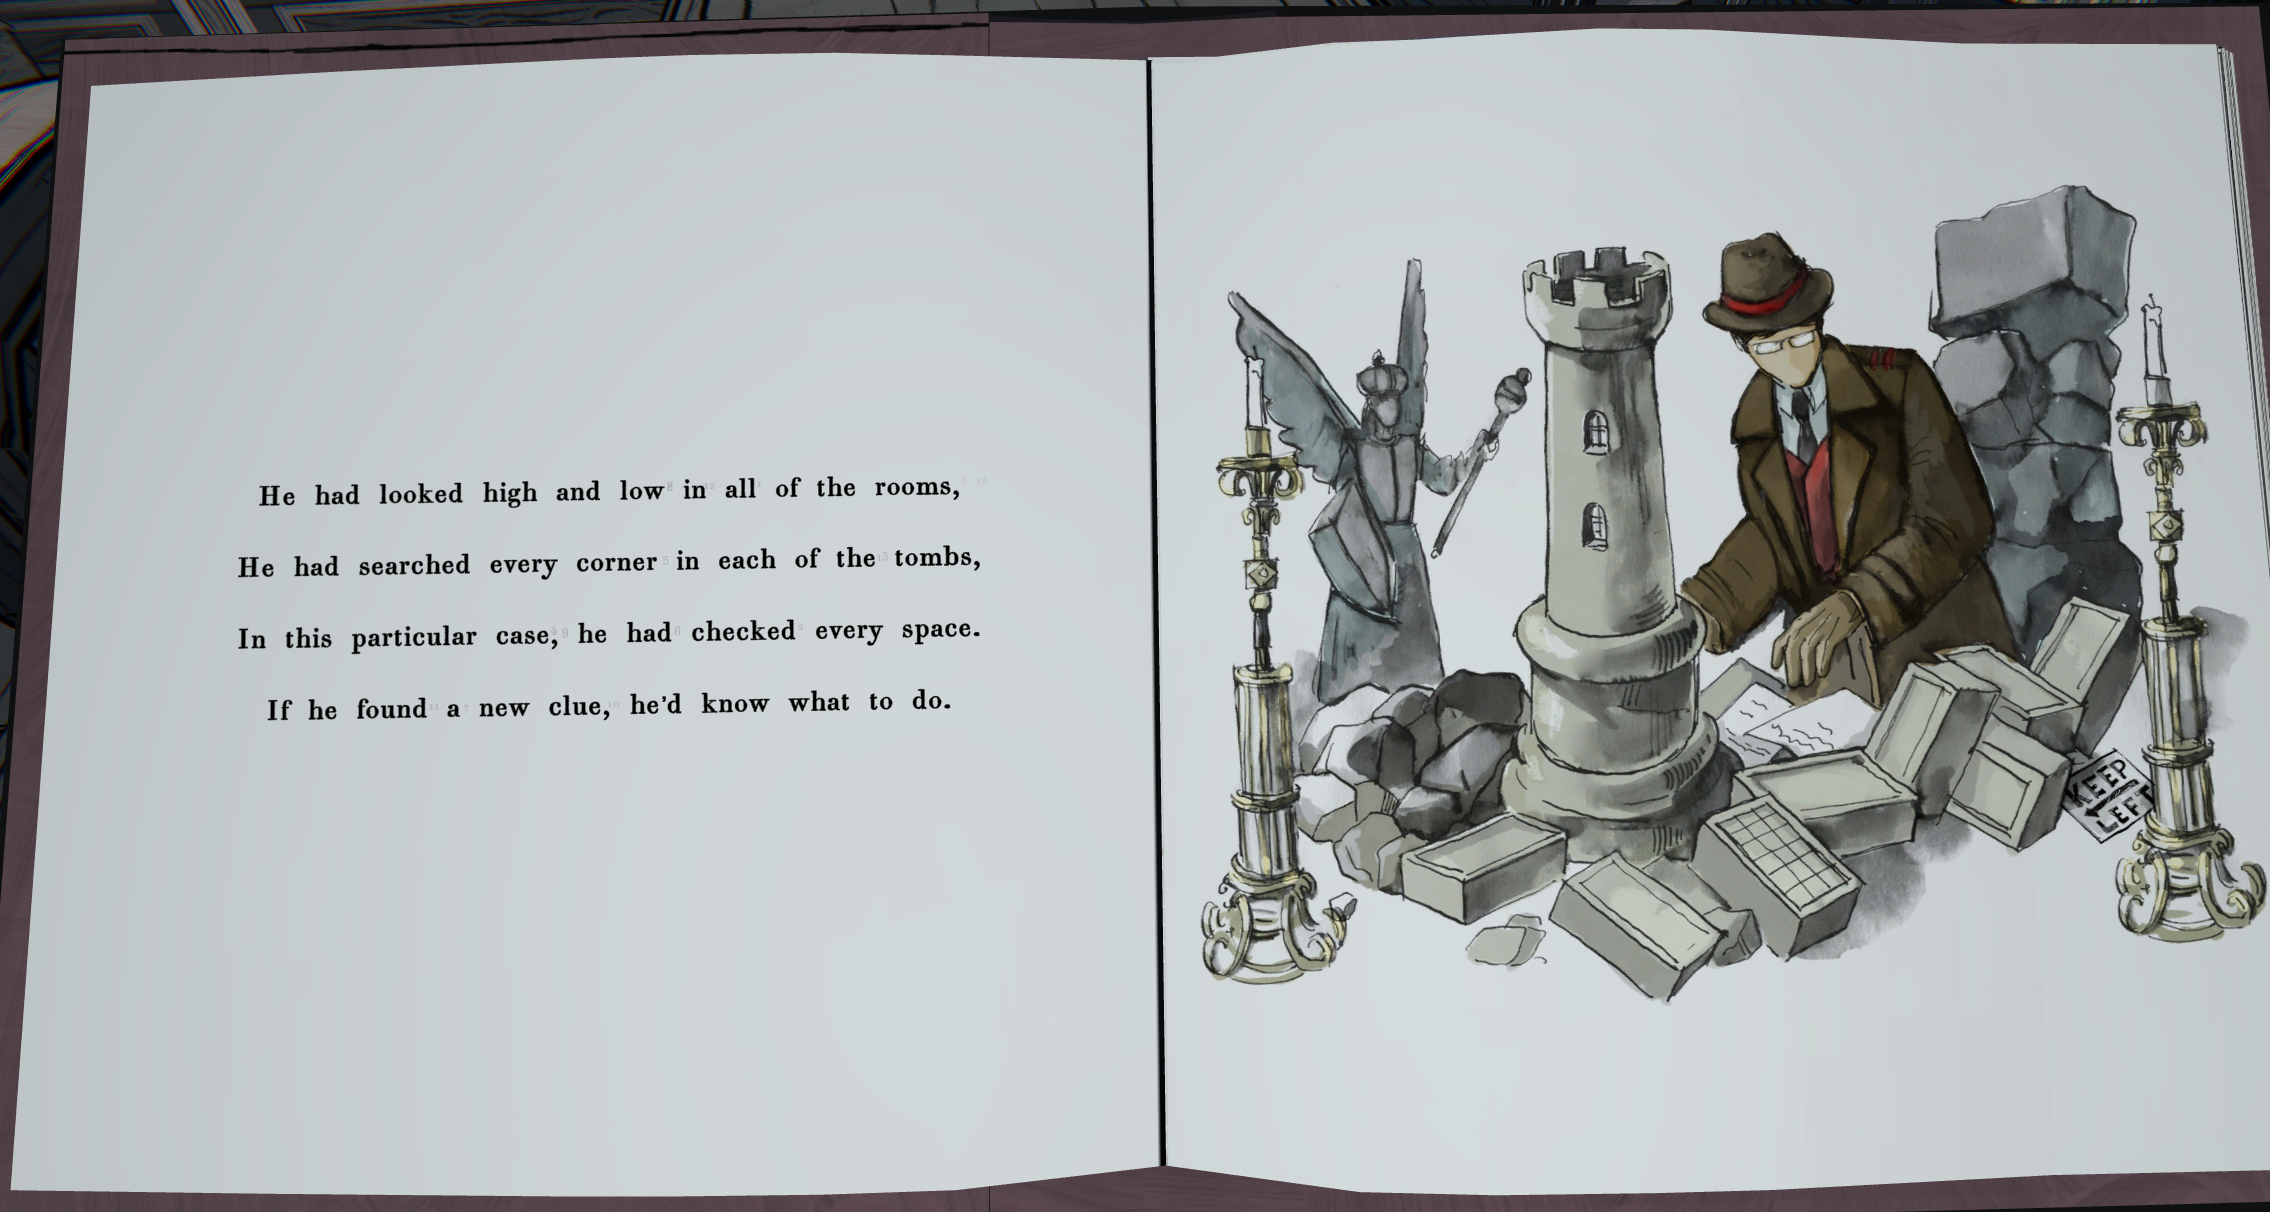 He had looked high and low in all of the rooms,
He had searched every corner in each of the tombs,
In this particular case, he had checked every space.
If he found a new clue, he'd know what to do.
KEEP
LEFT